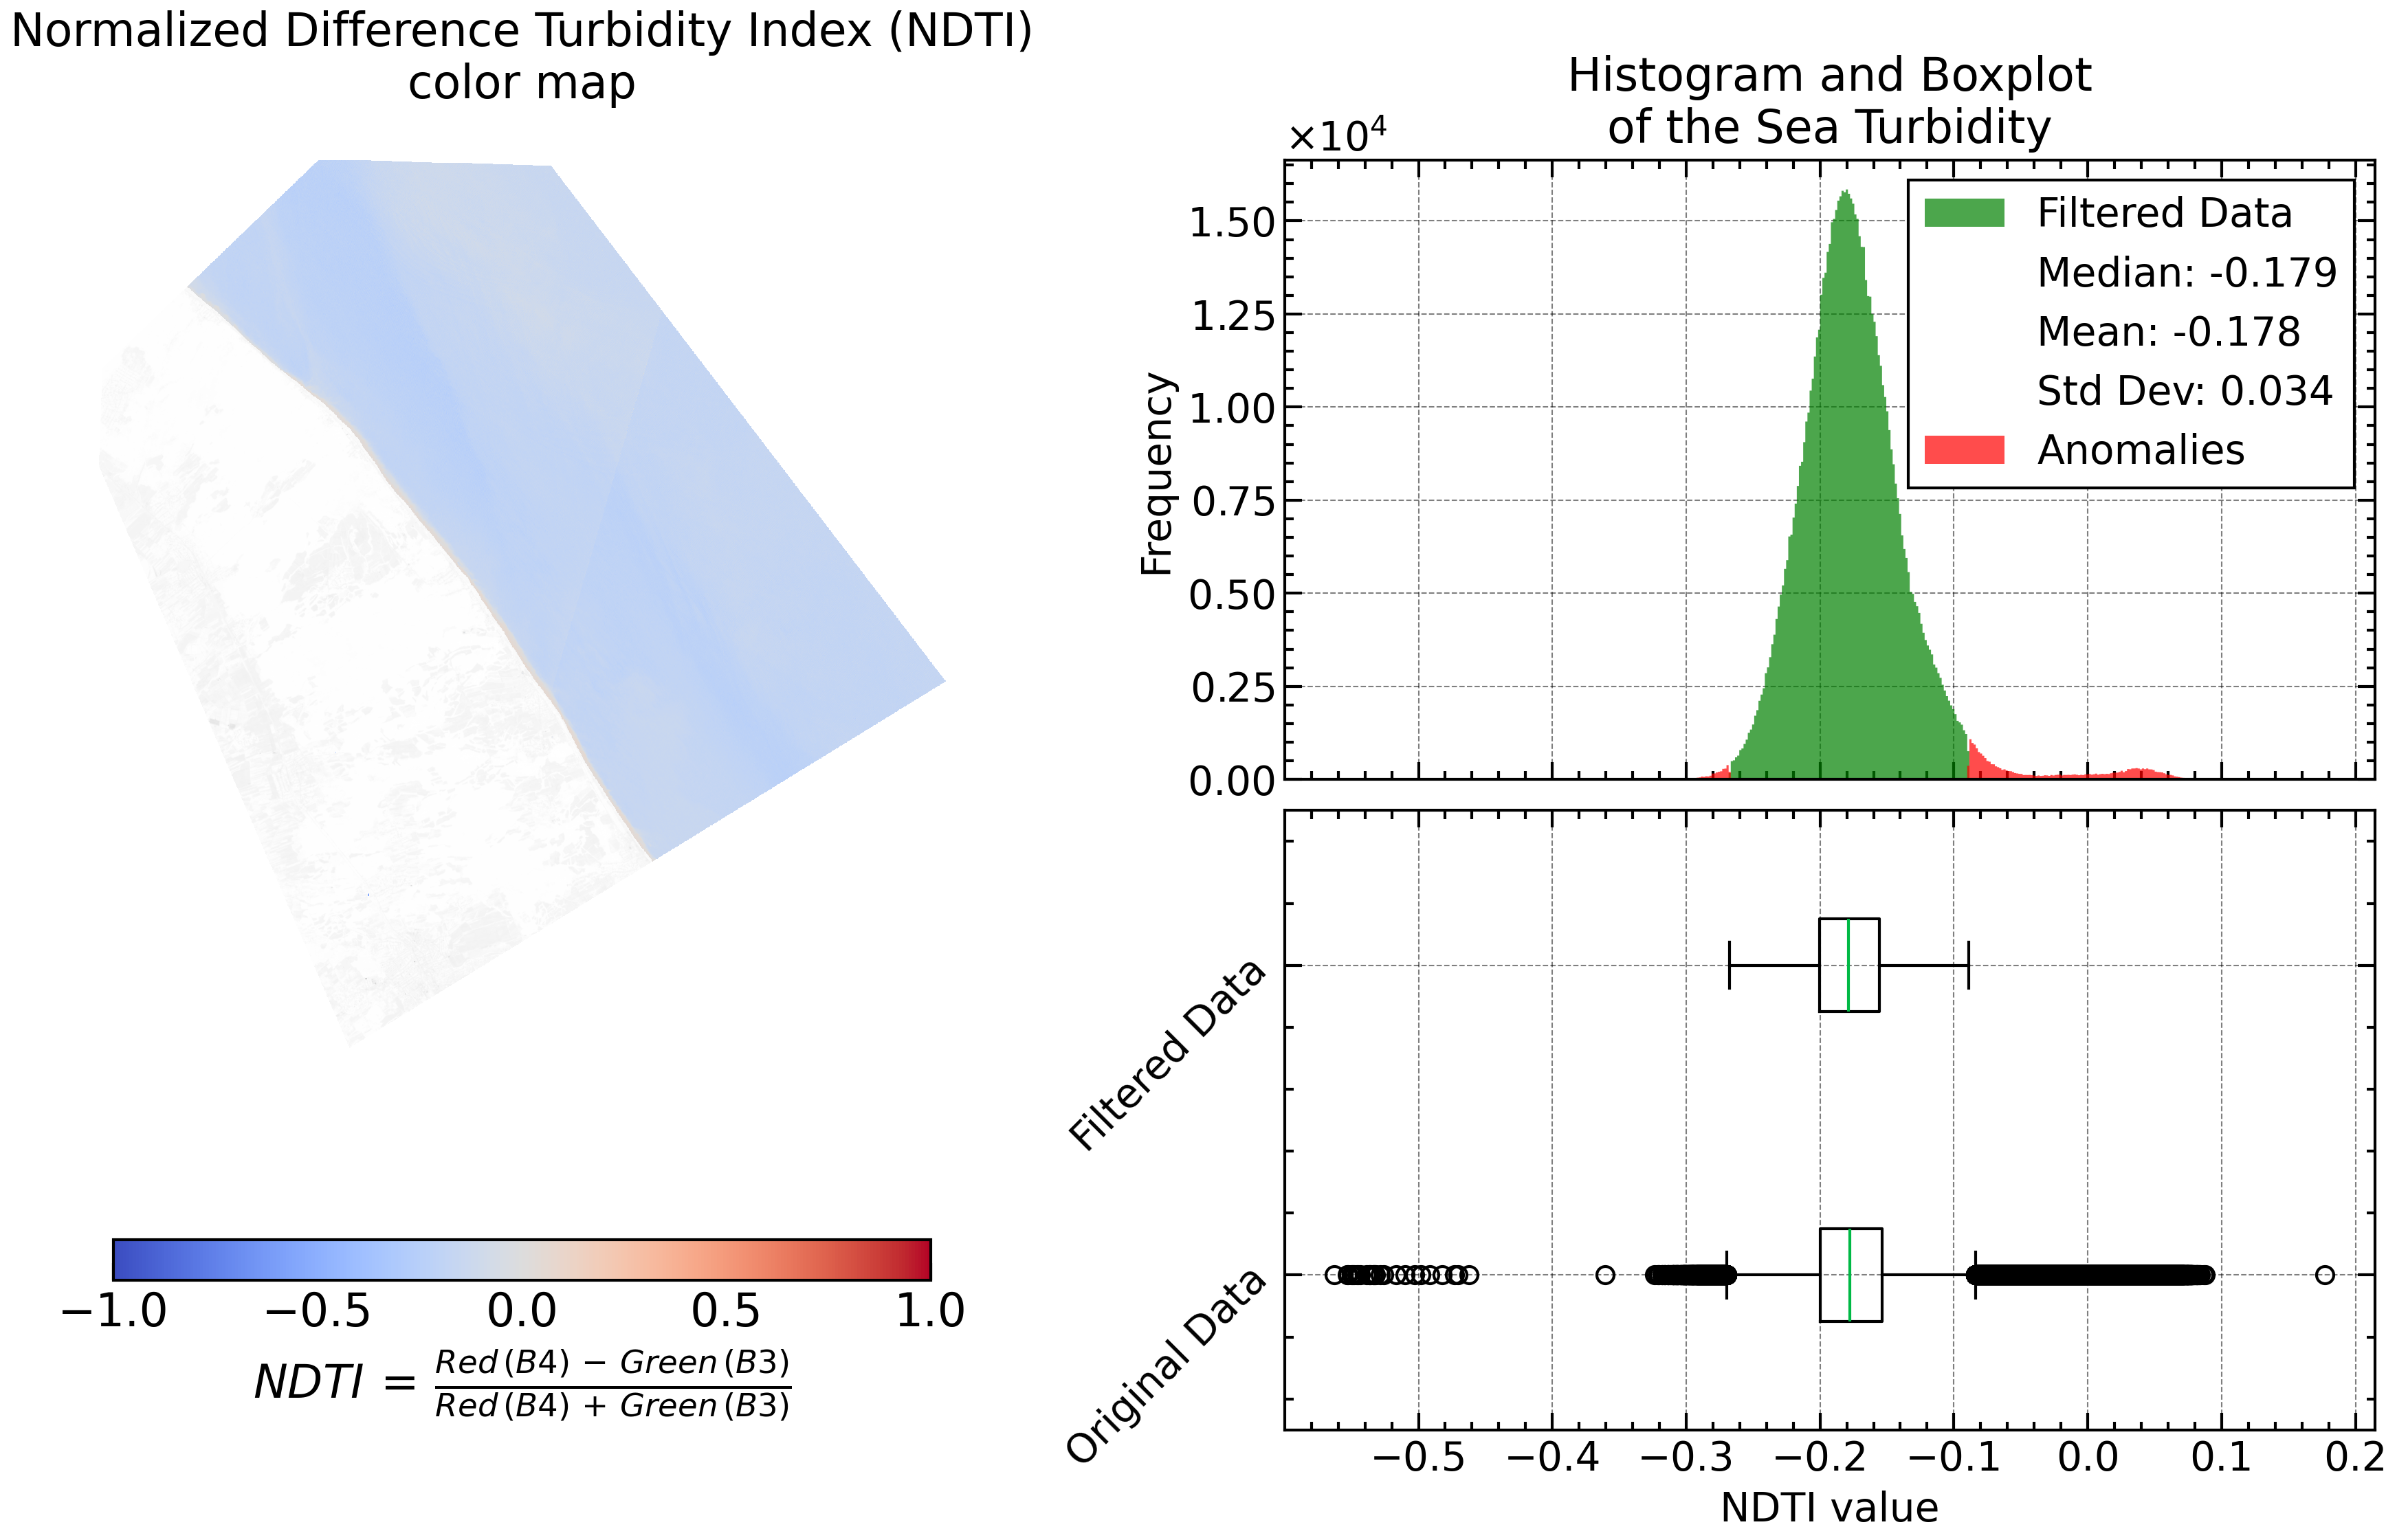 Normalized Difference Turbidity Index (NDTI)
color map
−1.0 −0.5 0.0 0.5 1.0
NDTI = Red (B4) − Green (B3)
Red (B4) + Green (B3)
Histogram and Boxplot
of the Sea Turbidity
×10⁴
Frequency
1.50
1.25
1.00
0.75
0.50
0.25
0.00
Filtered Data
Median: -0.179
Mean: -0.178
Std Dev: 0.034
Anomalies
Filtered Data
Original Data
−0.5 −0.4 −0.3 −0.2 −0.1 0.0 0.1 0.2
NDTI value